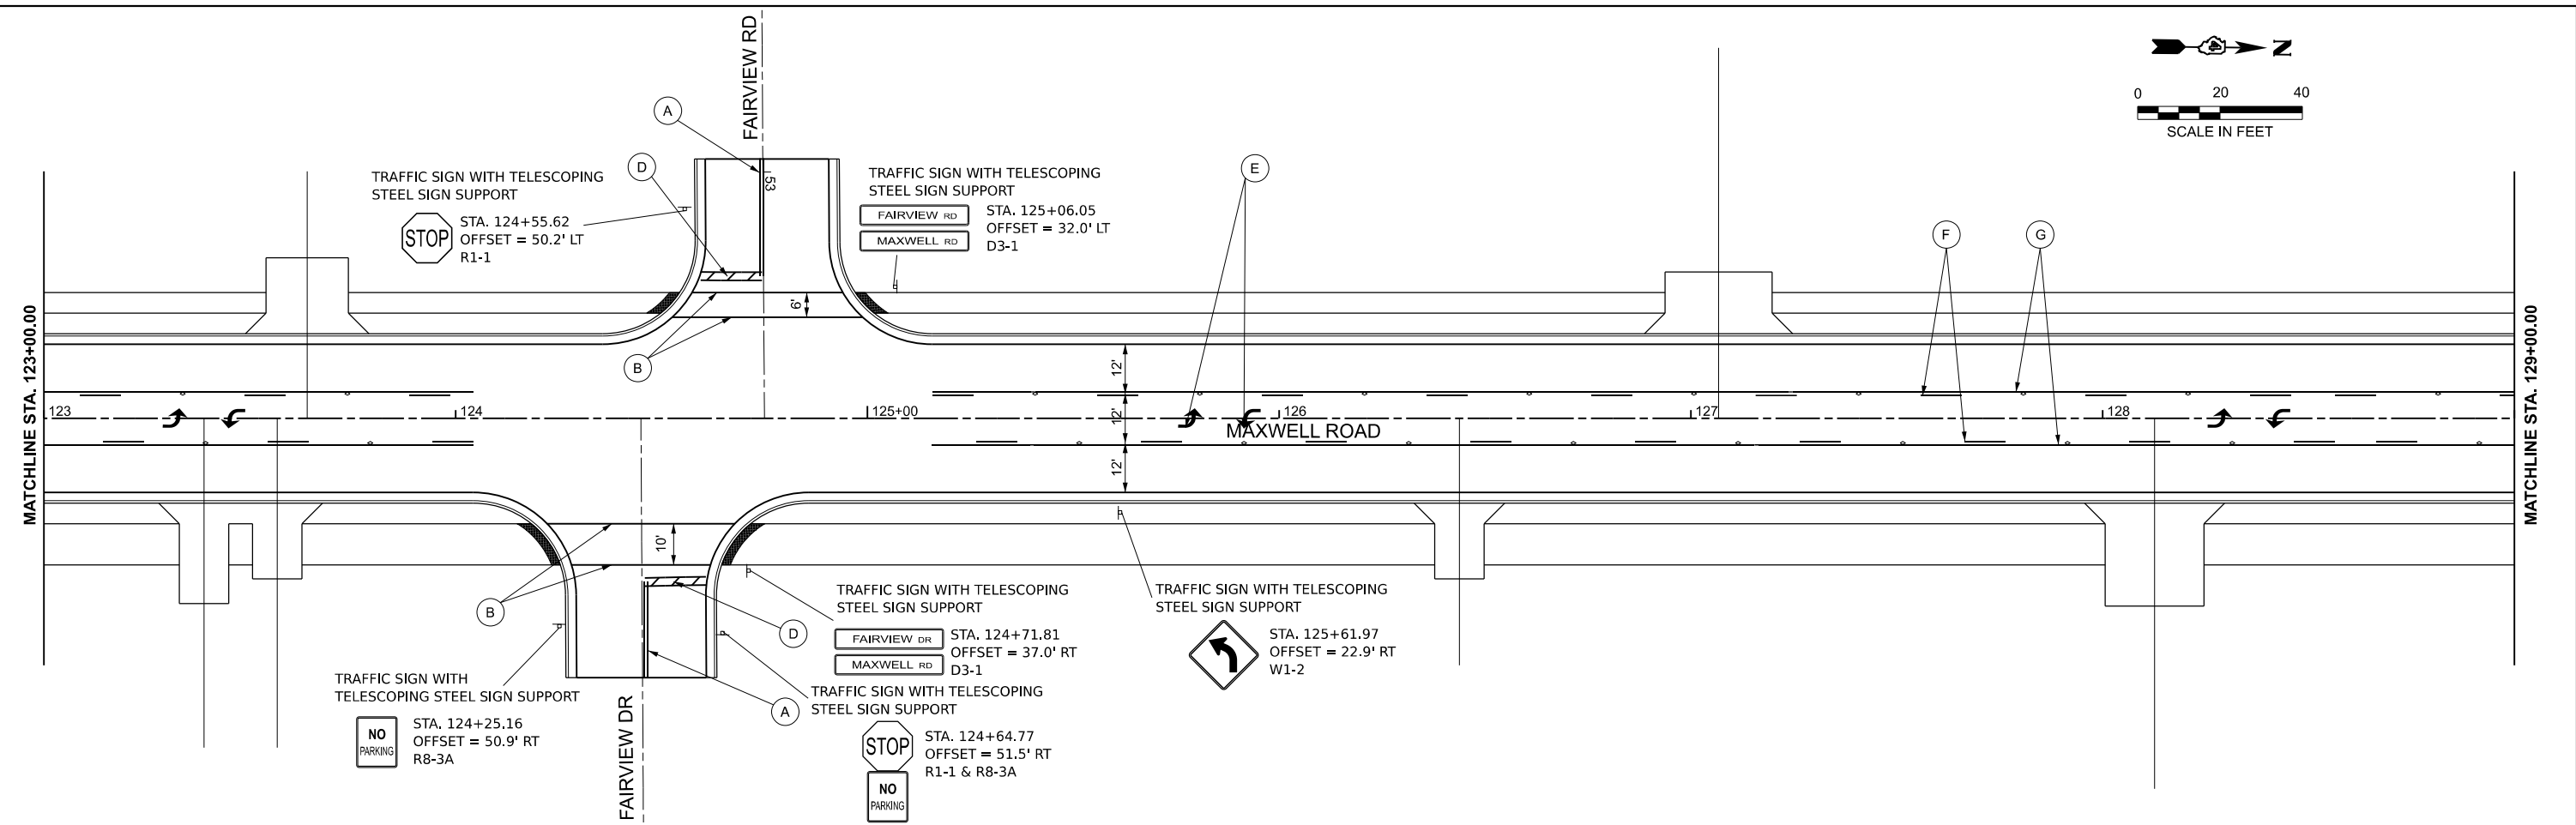 FAIRVIEW RD
N
0 20 40
SCALE IN FEET
A
D
E
TRAFFIC SIGN WITH TELESCOPING
STEEL SIGN SUPPORT
STOP
STA. 124+55.62
OFFSET = 50.2' LT
R1-1
53
TRAFFIC SIGN WITH TELESCOPING
STEEL SIGN SUPPORT
FAIRVIEW RD
MAXWELL RD
STA. 125+06.05
OFFSET = 32.0' LT
D3-1
F
G
6'
B
MATCHLINE STA. 123+00.00
MATCHLINE STA. 129+00.00
12'
12'
12'
123
124
125+00
126
127
128
MAXWELL ROAD
10'
B
D
A
TRAFFIC SIGN WITH TELESCOPING
STEEL SIGN SUPPORT
FAIRVIEW DR
MAXWELL RD
STA. 124+71.81
OFFSET = 37.0' RT
D3-1
TRAFFIC SIGN WITH TELESCOPING
STEEL SIGN SUPPORT
STA. 125+61.97
OFFSET = 22.9' RT
W1-2
TRAFFIC SIGN WITH
TELESCOPING STEEL SIGN SUPPORT
NO
PARKING
STA. 124+25.16
OFFSET = 50.9' RT
R8-3A
FAIRVIEW DR
TRAFFIC SIGN WITH TELESCOPING
STEEL SIGN SUPPORT
STOP
NO
PARKING
STA. 124+64.77
OFFSET = 51.5' RT
R1-1 & R8-3A